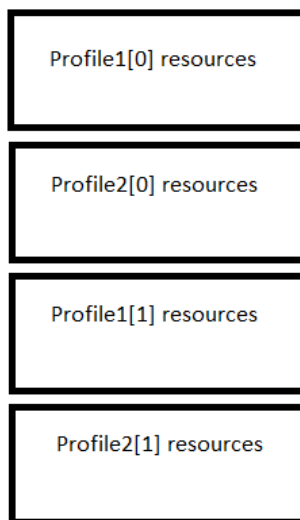 Profile1[0] resources
Profile2[0] resources
Profile1[1] resources
Profile2[1] resources